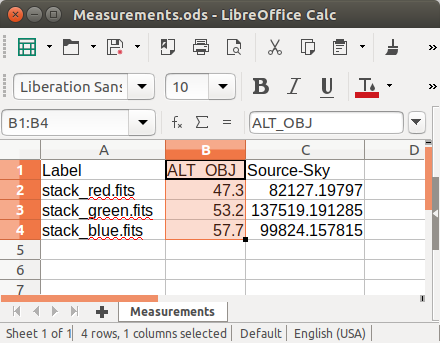 Measurements.ods - LibreOffice Calc
Liberation Sans 10 B I U T
B1:B4 fx Σ = ALT_OBJ
A B C D
1 Label ALT_OBJ Source-Sky
2 stack_red.fits 47.3 82127.19797
3 stack_green.fits 53.2 137519.191285
4 stack_blue.fits 57.7 99824.157815
5
6
7
Measurements
Sheet 1 of 1 4 rows, 1 columns selected Default English (USA)